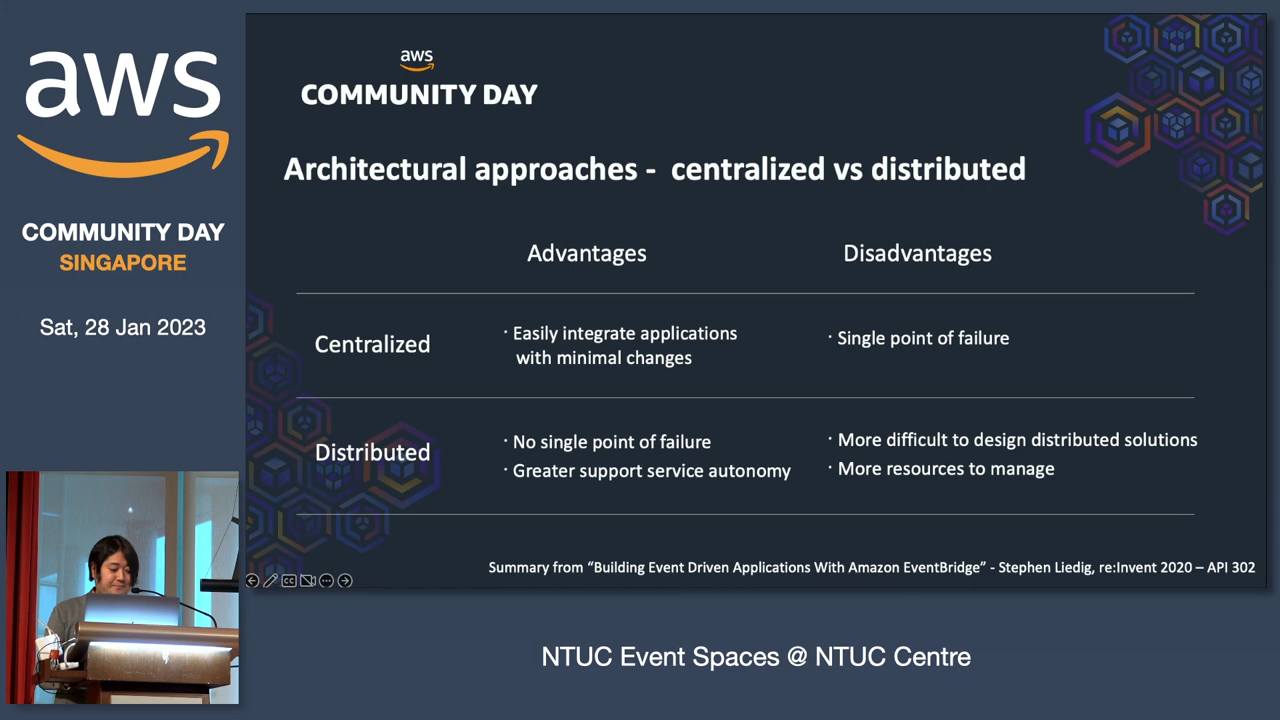 aws
COMMUNITY DAY
SINGAPORE
Sat, 28 Jan 2023
aws
COMMUNITY DAY
Architectural approaches - centralized vs distributed
Advantages
Disadvantages
Centralized
· Easily integrate applications
with minimal changes
· Single point of failure
Distributed
· No single point of failure
· Greater support service autonomy
· More difficult to design distributed solutions
· More resources to manage
Summary from “Building Event Driven Applications With Amazon EventBridge” - Stephen Liedig, re:Invent 2020 – API 302
CC
NTUC Event Spaces @ NTUC Centre